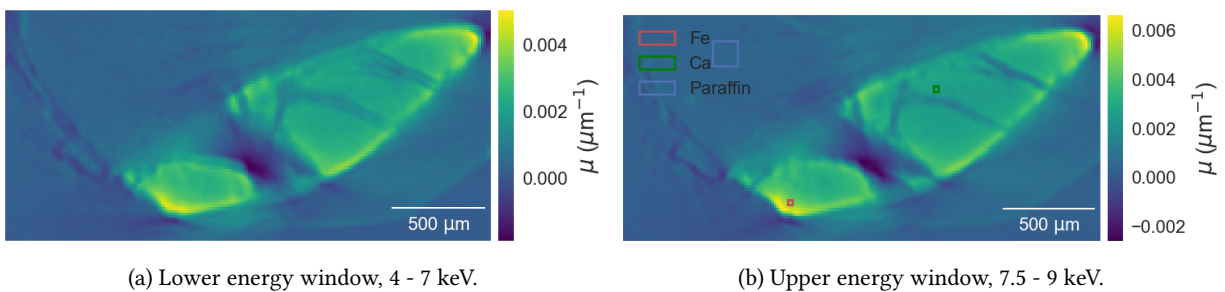 0.004
0.002
0.000
μ (μm⁻¹)
500 μm
Fe
Ca
Paraffin
0.006
0.004
0.002
0.000
−0.002
μ (μm⁻¹)
500 μm
(a) Lower energy window, 4 - 7 keV.
(b) Upper energy window, 7.5 - 9 keV.